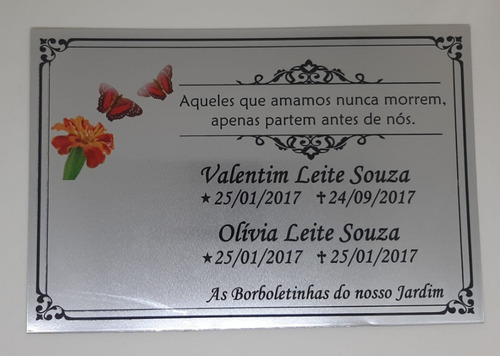 Aqueles que amamos nunca morrem,
apenas partem antes de nós.
Valentim Leite Souza
★25/01/2017 ✝24/09/2017
Olívia Leite Souza
★25/01/2017 ✝25/01/2017
As Borboletinhas do nosso Jardim